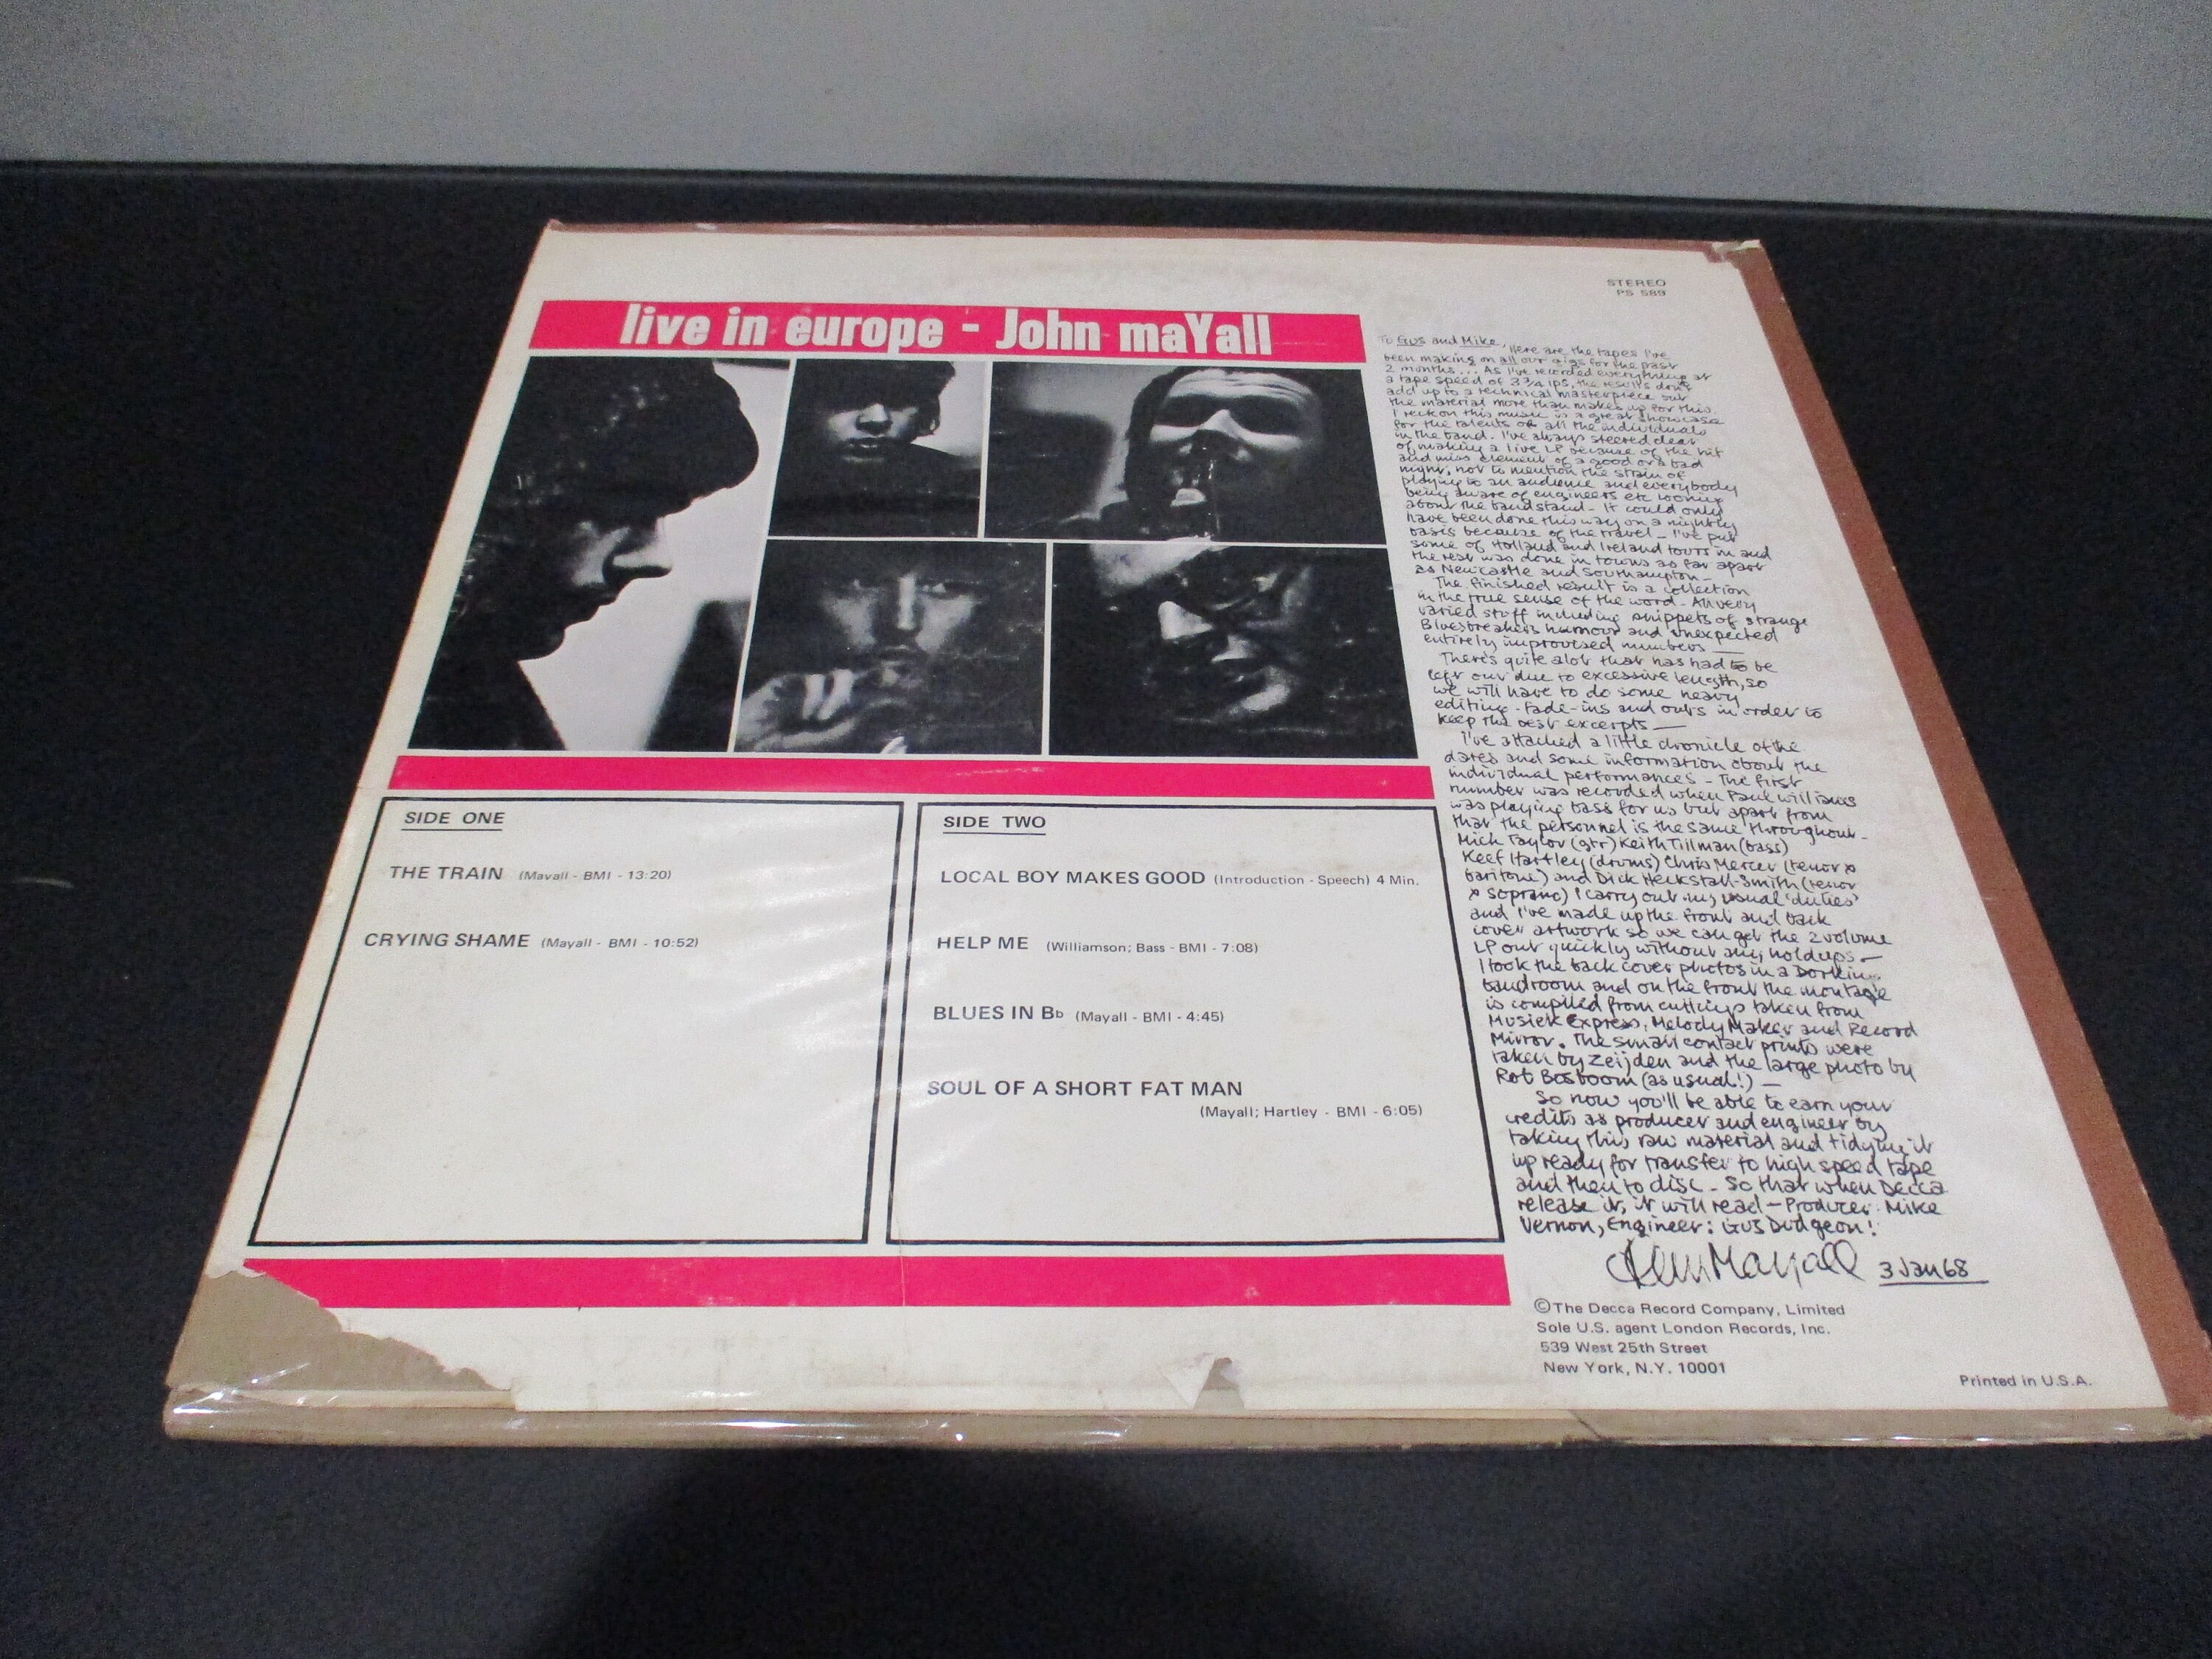 STEREO
PS 589
live in europe - John maYall
To Gus and Mike, Here are the tapes I've
been making on all our gigs for the past
2 months... As I've recorded everything at
a tape speed of 3¾ ips, the results don't
add up to a technical masterpiece but
the material more than makes up for this.
I reckon this music is a great showcase
for the talents of all the individuals
in the band. I've always steered clear
of making a live LP because of the hit
and miss element of a good or a bad
night, not to mention the strain of
playing to an audience and everybody
being aware of engineers etc looning
about the bandstand - It could only
have been done this way on a nightly
basis because of the travel - I've put
some of Holland and Ireland tours in and
the rest was done in towns as far apart
as Newcastle and Southampton -
The finished result is a collection
in the true sense of the word - All very
varied stuff including snippets of strange
Bluesbreakers humour and unexpected
entirely improvised numbers —
There's quite alot that has had to be
left out due to excessive length, so
we will have to do some heavy
editing - fade-ins and outs in order to
keep the best excerpts —
I've attached a little chronicle of the
dates and some information about the
individual performances - The first
number was recorded when Paul Williams
was playing bass for us but apart from
that the personnel is the same throughout -
Mick Taylor (gtr) Keith Tillman (bass)
Keef Hartley (drums) Chris Mercer (tenor &
baritone) and Dick Heckstall-Smith (tenor
& soprano) I carry out my usual 'duties'
and I've made up the front and back
cover artwork so we can get the 2 volume
LP out quickly without any holdups —
I took the back cover photos in a Dorking
bandroom and on the front the montage
is compiled from cuttings taken from
Musiek Express, Melody Maker and Record
Mirror. The small contact prints were
taken by Zeijden and the large photo by
Rob Bosboom (as usual!) —
So now you'll be able to earn your
credits as producer and engineer by
taking this raw material and tidying it
up ready for transfer to high speed tape
and then to disc - So that when Decca
release it, it will read - Producer: Mike
Vernon, Engineer: Gus Dudgeon!
John Mayall 3 Jan 68
SIDE ONE
THE TRAIN (Mayall - BMI - 13:20)
CRYING SHAME (Mayall - BMI - 10:52)
SIDE TWO
LOCAL BOY MAKES GOOD (Introduction - Speech) 4 Min.
HELP ME (Williamson; Bass - BMI - 7:08)
BLUES IN Bb (Mayall - BMI - 4:45)
SOUL OF A SHORT FAT MAN
(Mayall; Hartley - BMI - 6:05)
©The Decca Record Company, Limited
Sole U.S. agent London Records, Inc.
539 West 25th Street
New York, N.Y. 10001
Printed in U.S.A.